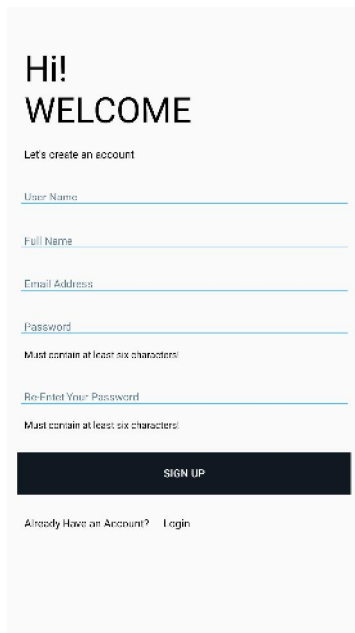 Hi!
WELCOME
Let's create an account
User Name
Full Name
Email Address
Password
Must contain at least six characters!
Re-Entet Your Password
Must contain at least six characters!
SIGN UP
Already Have an Account? Login